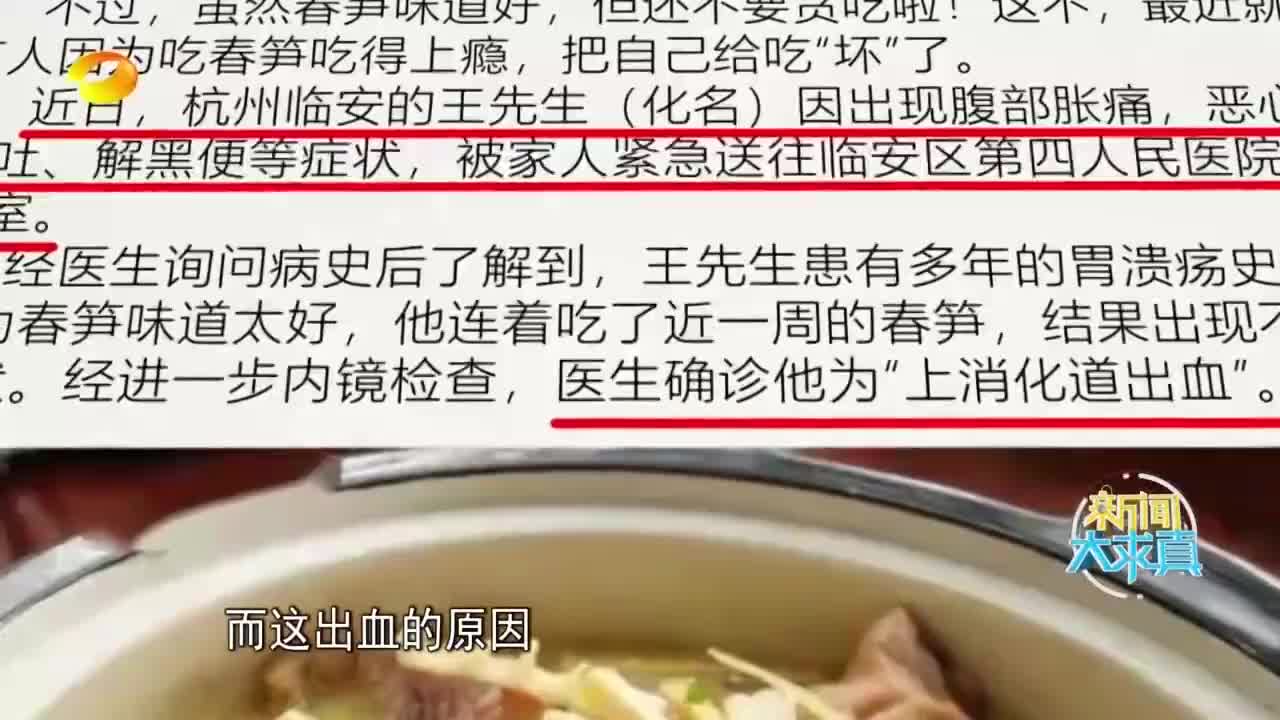 不过，虽然春笋味道好，但还不要贪吃啦！这不，最近就
人因为吃春笋吃得上瘾，把自己给吃“坏”了。
近日，杭州临安的王先生（化名）因出现腹部胀痛，恶心
吐、解黑便等症状，被家人紧急送往临安区第四人民医院
室。
经医生询问病史后了解到，王先生患有多年的胃溃疡史
为春笋味道太好，他连着吃了近一周的春笋，结果出现不
。经进一步内镜检查，医生确诊他为“上消化道出血”。
新闻
大求真
而这出血的原因